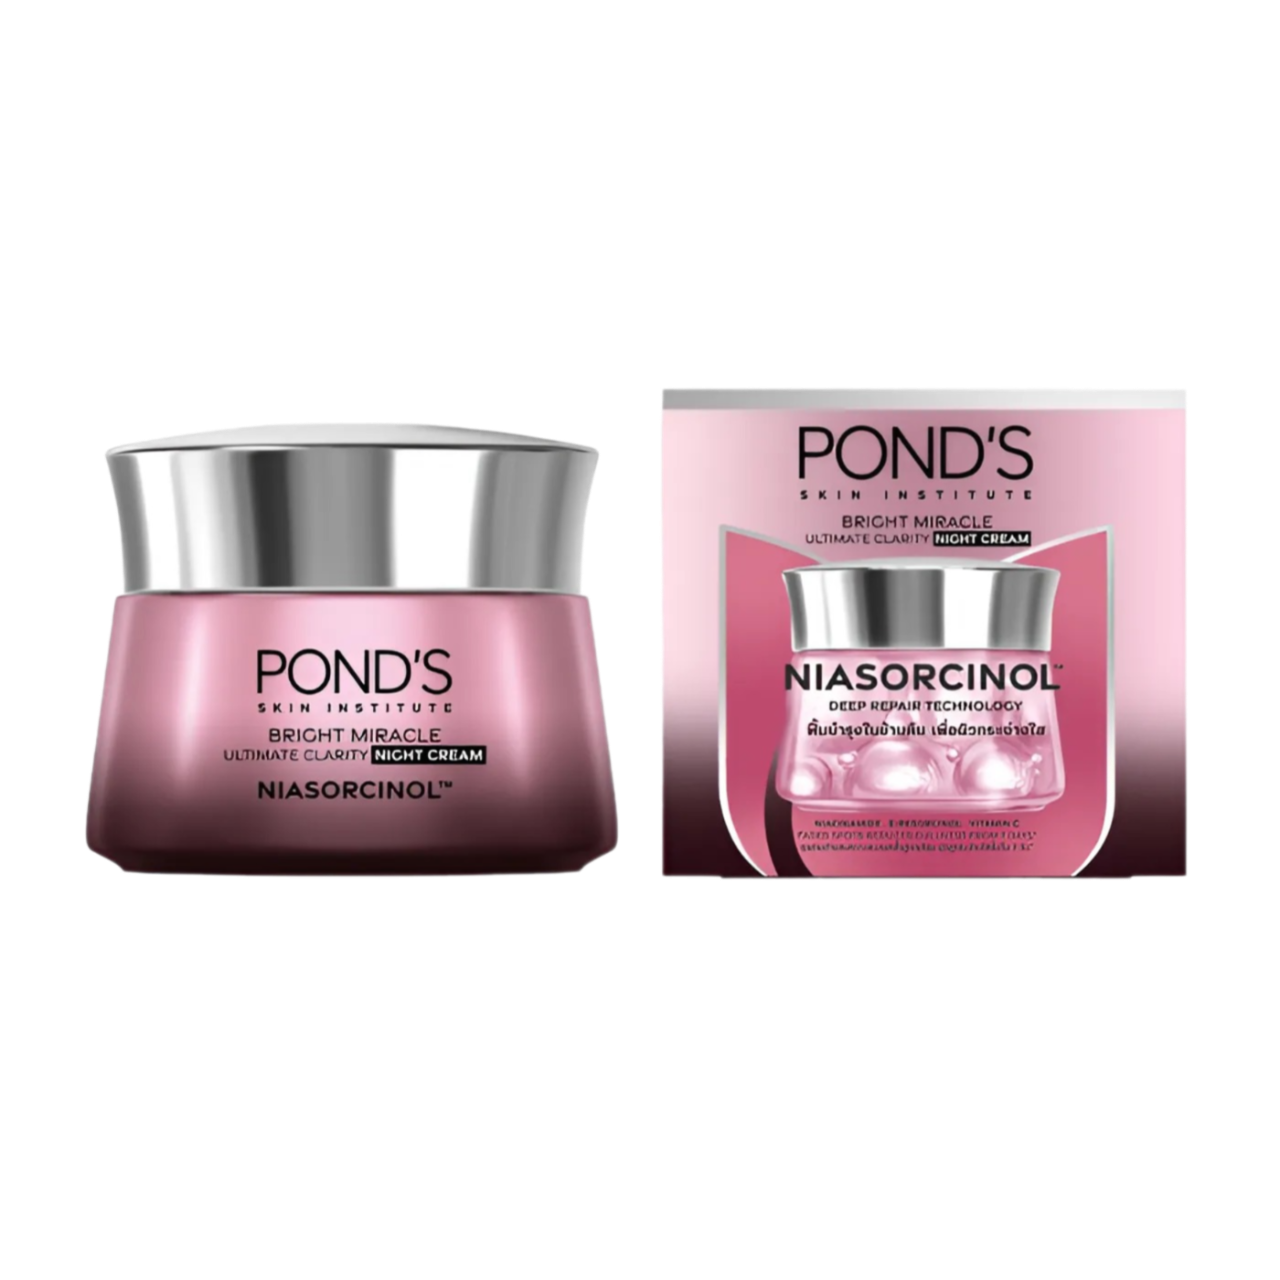 POND'S
SKIN INSTITUTE
BRIGHT MIRACLE
ULTIMATE CLARITY NIGHT CREAM
NIASORCINOL™
POND'S
SKIN INSTITUTE
BRIGHT MIRACLE
ULTIMATE CLARITY NIGHT CREAM
NIASORCINOL™
DEEP REPAIR TECHNOLOGY
VITAMIN C